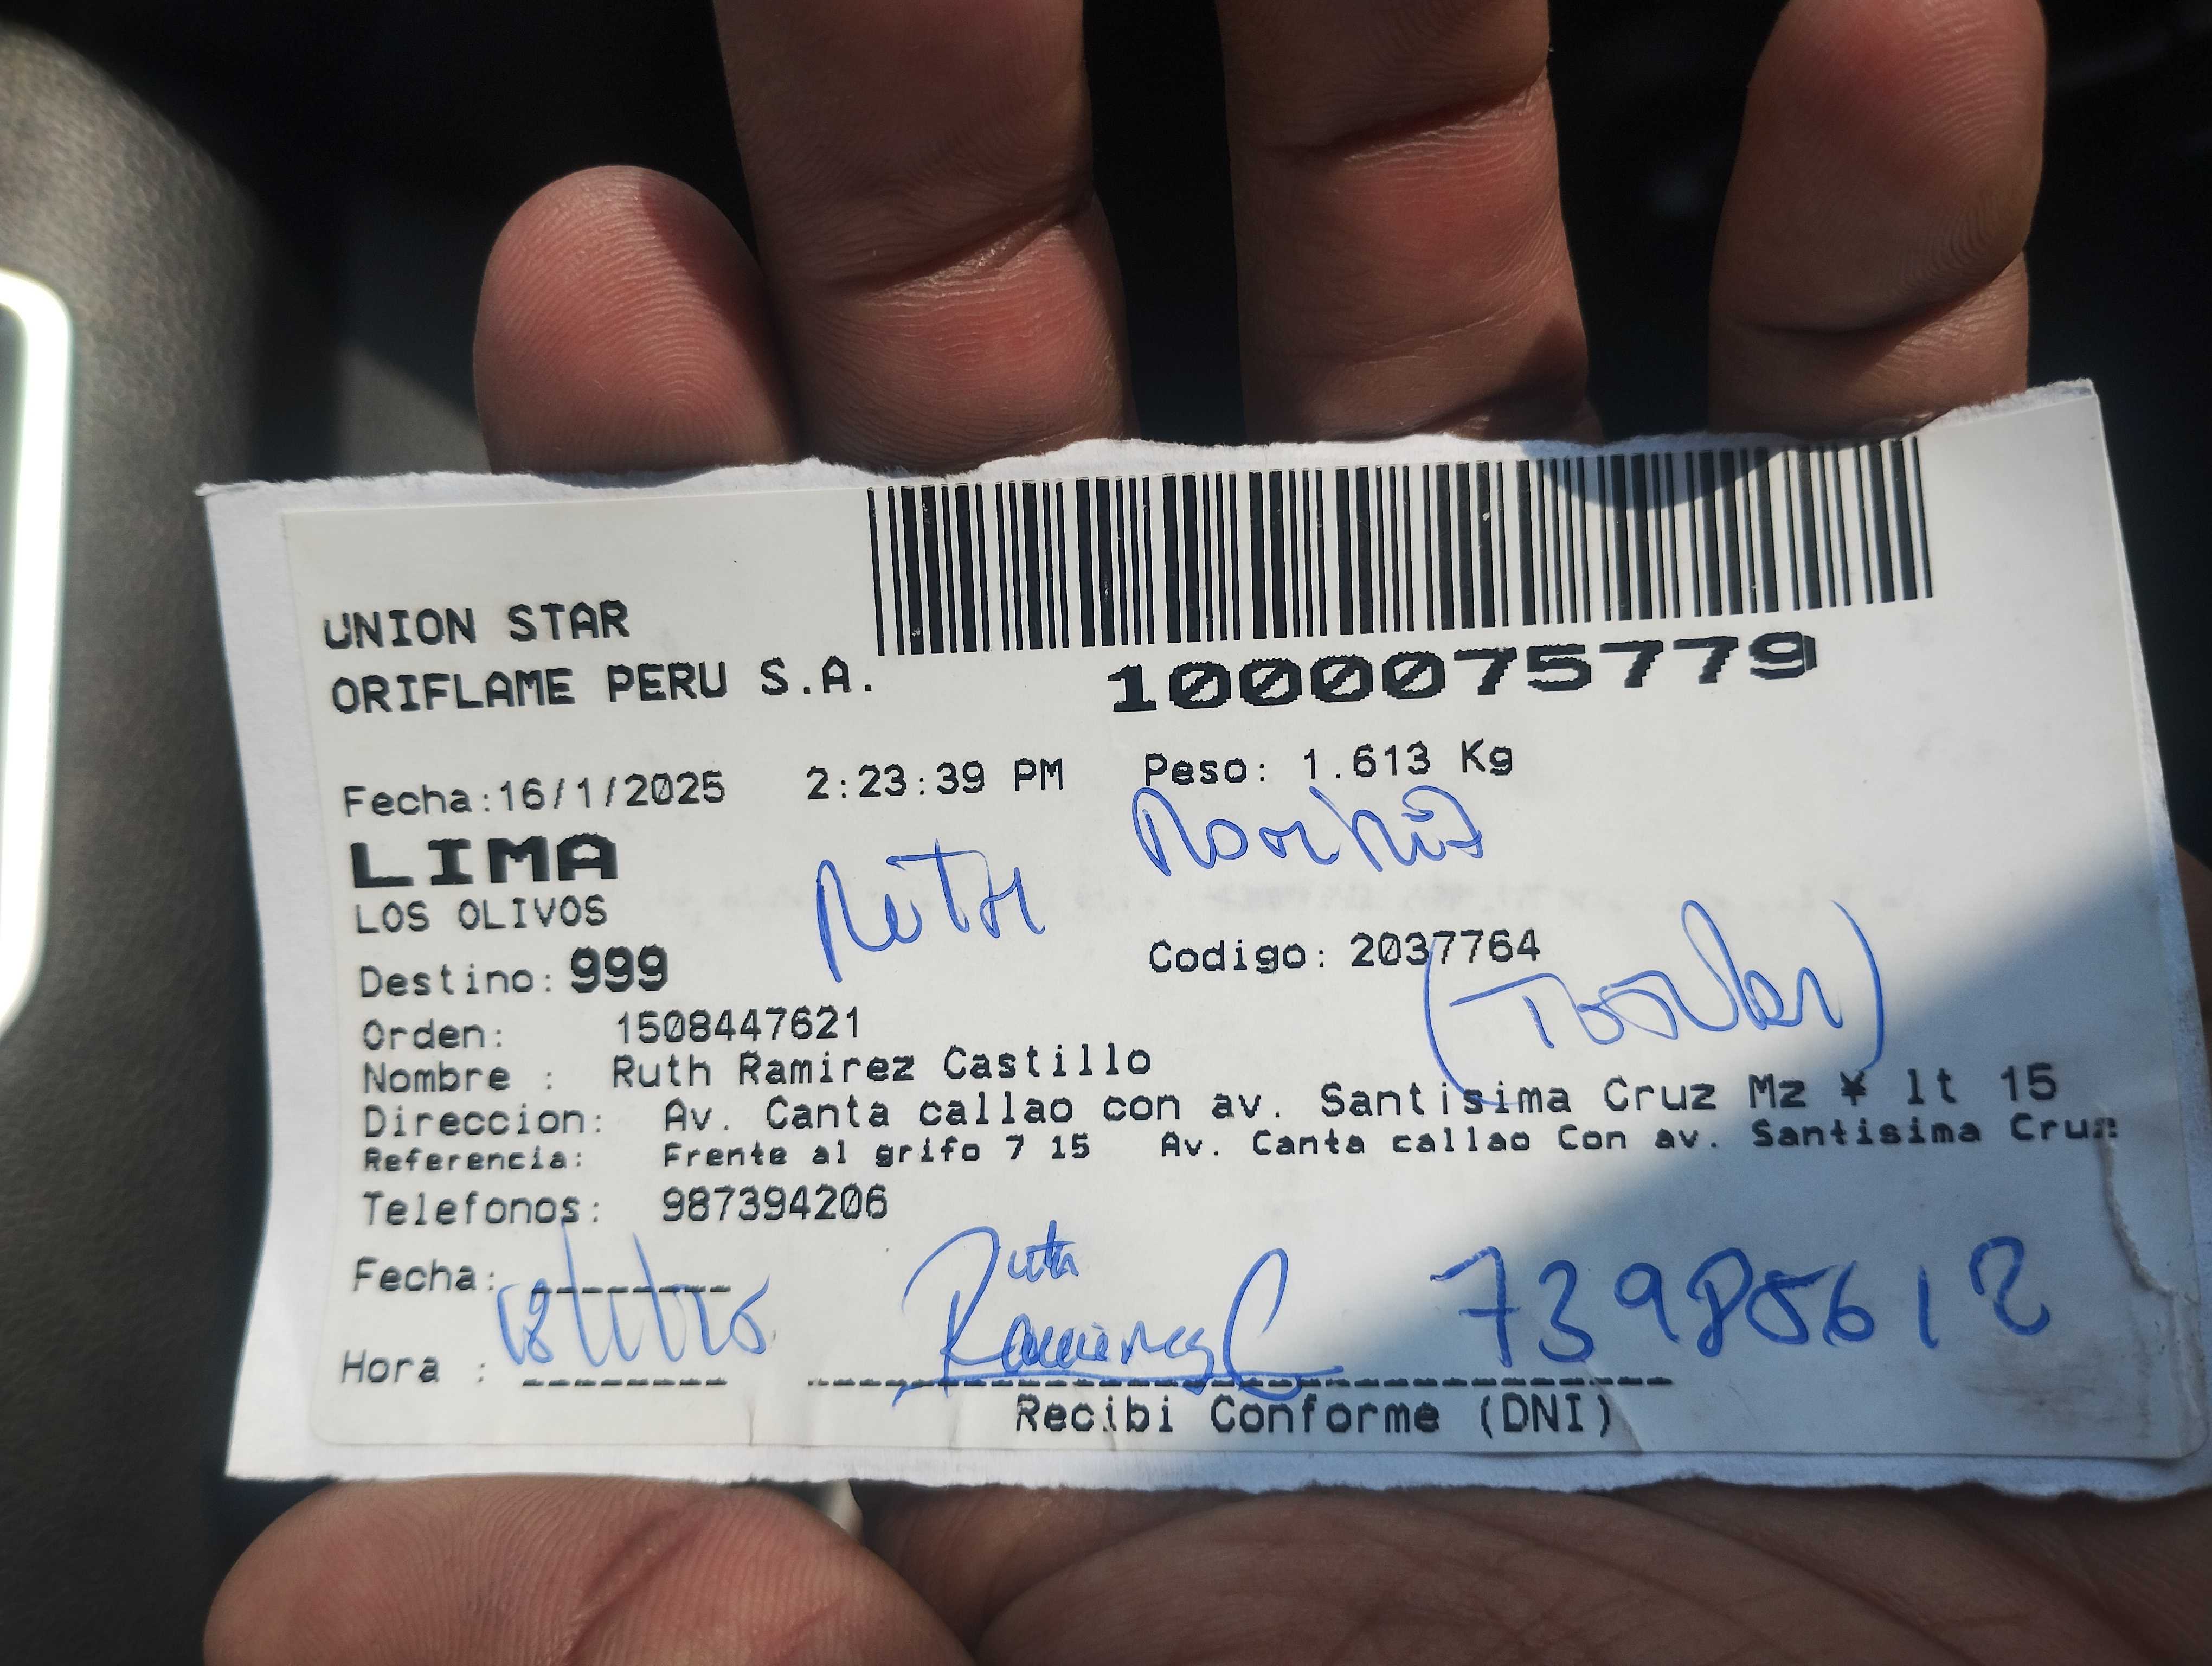 UNION STAR
ORIFLAME PERU S.A.
1000075779
Fecha:16/1/2025 2:23:39 PM Peso: 1.613 Kg
LIMA
LOS OLIVOS
RUTH
Destino: 999 Codigo: 2037764
Orden: 1508447621
Nombre : Ruth Ramirez Castillo
Direccion: Av. Canta callao con av. Santisima Cruz Mz ¥ lt 15
Referencia: Frente al grifo 7 15 Av. Canta callao Con av. Santisima Cruz
Telefonos: 987394206
Fecha:
Ruth
Ramirez C 73985612
Hora :
Recibi Conforme (DNI)